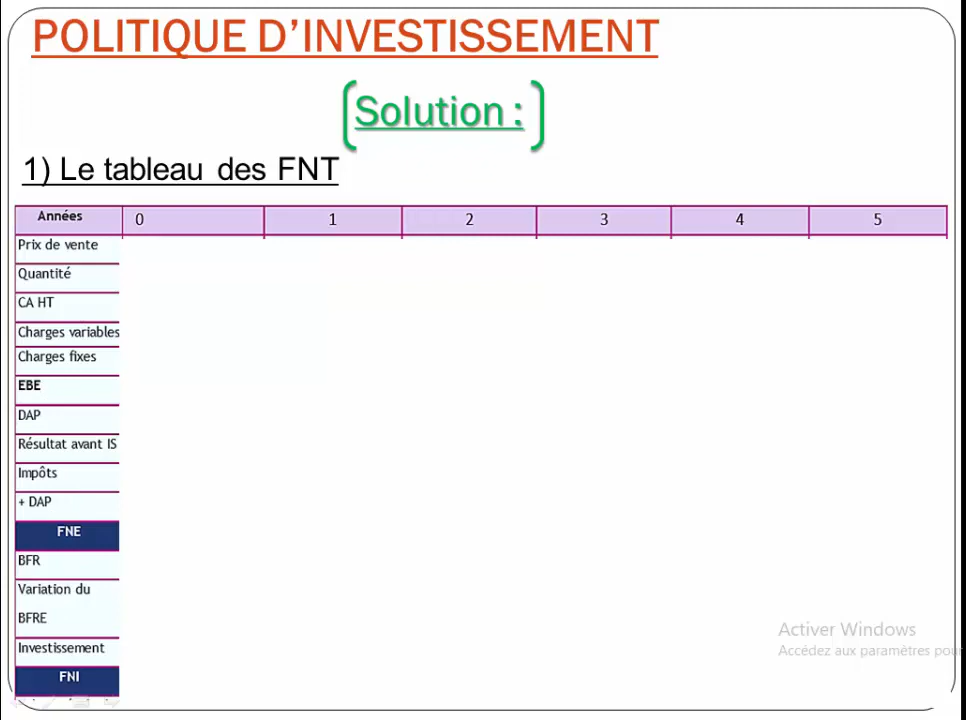 POLITIQUE D’INVESTISSEMENT
Solution :
1) Le tableau des FNT
Années 0 1 2 3 4 5
Prix de vente
Quantité
CA HT
Charges variables
Charges fixes
EBE
DAP
Résultat avant IS
Impôts
+ DAP
FNE
BFR
Variation du
BFRE
Investissement
FNI
Activer Windows
Accédez aux paramètres pour